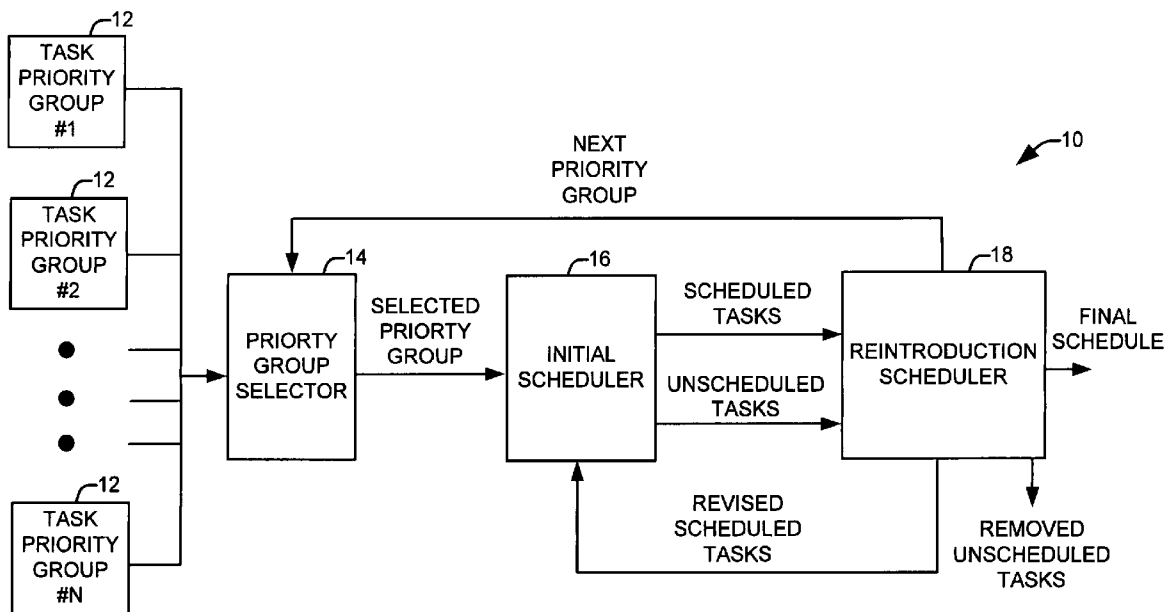 12
TASK
PRIORITY
GROUP
#1
12
TASK
PRIORITY
GROUP
#2
12
TASK
PRIORITY
GROUP
#N
14
PRIORTY
GROUP
SELECTOR
NEXT
PRIORITY
GROUP
SELECTED
PRIORTY
GROUP
16
INITIAL
SCHEDULER
SCHEDULED
TASKS
UNSCHEDULED
TASKS
REVISED
SCHEDULED
TASKS
10
18
REINTRODUCTION
SCHEDULER
FINAL
SCHEDULE
REMOVED
UNSCHEDULED
TASKS